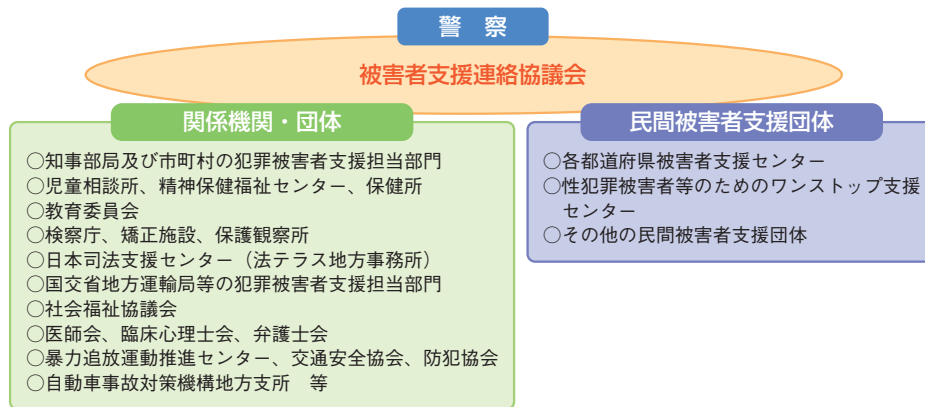 警　察
被害者支援連絡協議会
関係機関・団体
○知事部局及び市町村の犯罪被害者支援担当部門
○児童相談所、精神保健福祉センター、保健所
○教育委員会
○検察庁、矯正施設、保護観察所
○日本司法支援センター（法テラス地方事務所）
○国交省地方運輸局等の犯罪被害者支援担当部門
○社会福祉協議会
○医師会、臨床心理士会、弁護士会
○暴力追放運動推進センター、交通安全協会、防犯協会
○自動車事故対策機構地方支所　等
民間被害者支援団体
○各都道府県被害者支援センター
○性犯罪被害者等のためのワンストップ支援
センター
○その他の民間被害者支援団体